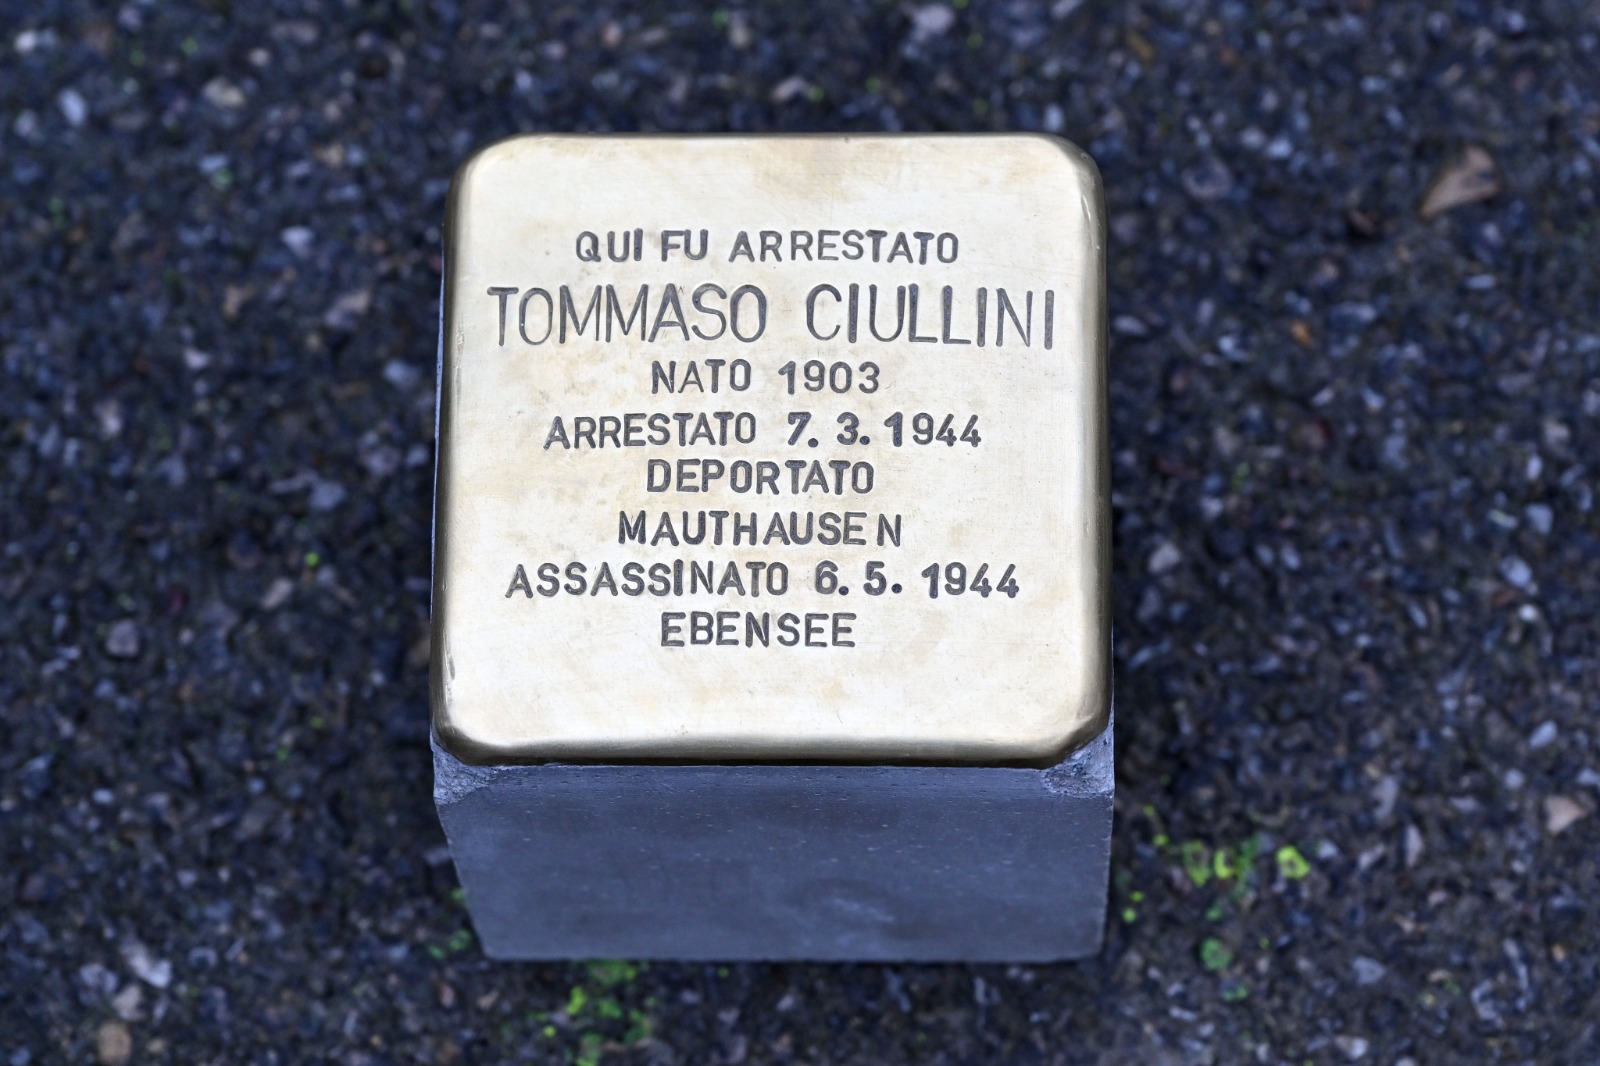 QUI FU ARRESTATO
TOMMASO CIULLINI
NATO 1903
ARRESTATO 7. 3. 1944
DEPORTATO
MAUTHAUSEN
ASSASSINATO 6. 5. 1944
EBENSEE